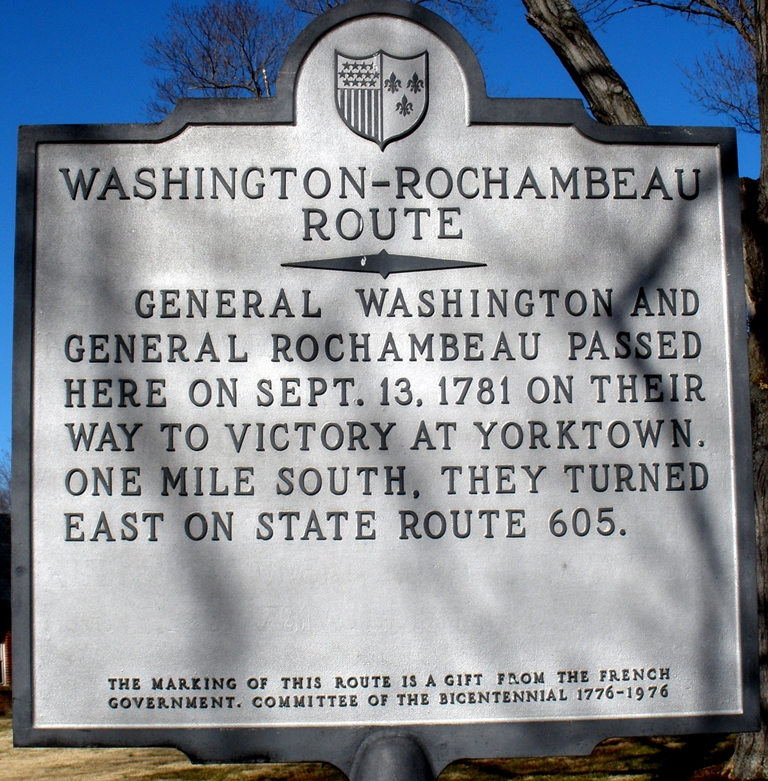 WASHINGTON-ROCHAMBEAU
ROUTE
GENERAL WASHINGTON AND
GENERAL ROCHAMBEAU PASSED
HERE ON SEPT. 13, 1781 ON THEIR
WAY TO VICTORY AT YORKTOWN.
ONE MILE SOUTH, THEY TURNED
EAST ON STATE ROUTE 605.
THE MARKING OF THIS ROUTE IS A GIFT FROM THE FRENCH
GOVERNMENT. COMMITTEE OF THE BICENTENNIAL 1776-1976